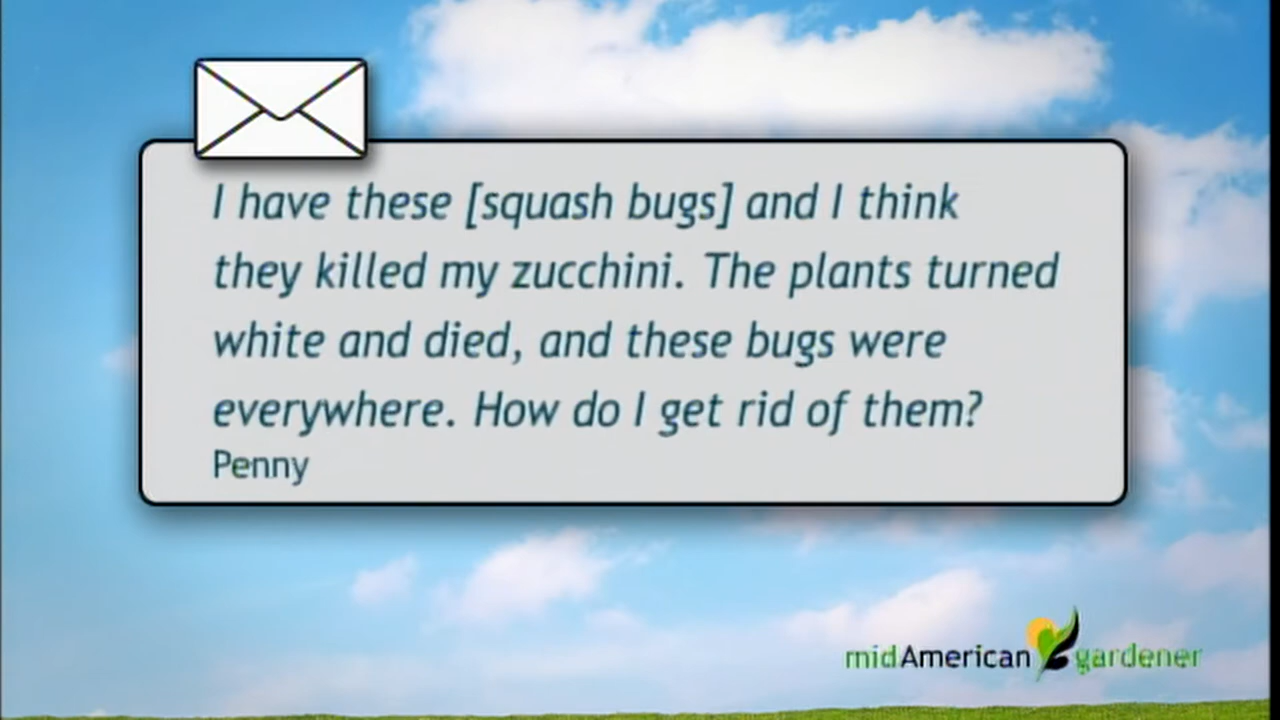 I have these [squash bugs] and I think
they killed my zucchini. The plants turned
white and died, and these bugs were
everywhere. How do I get rid of them?
Penny
midAmerican gardener